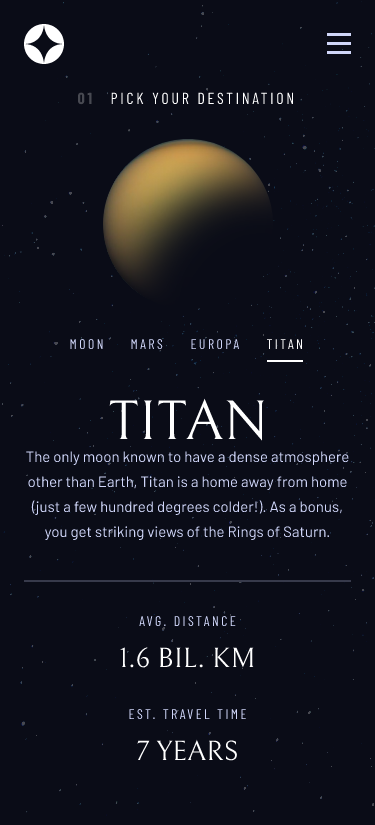 01 PICK YOUR DESTINATION
MOON MARS EUROPA TITAN
TITAN
The only moon known to have a dense atmosphere
other than Earth, Titan is a home away from home
(just a few hundred degrees colder!). As a bonus,
you get striking views of the Rings of Saturn.
AVG. DISTANCE
1.6 BIL. KM
EST. TRAVEL TIME
7 YEARS